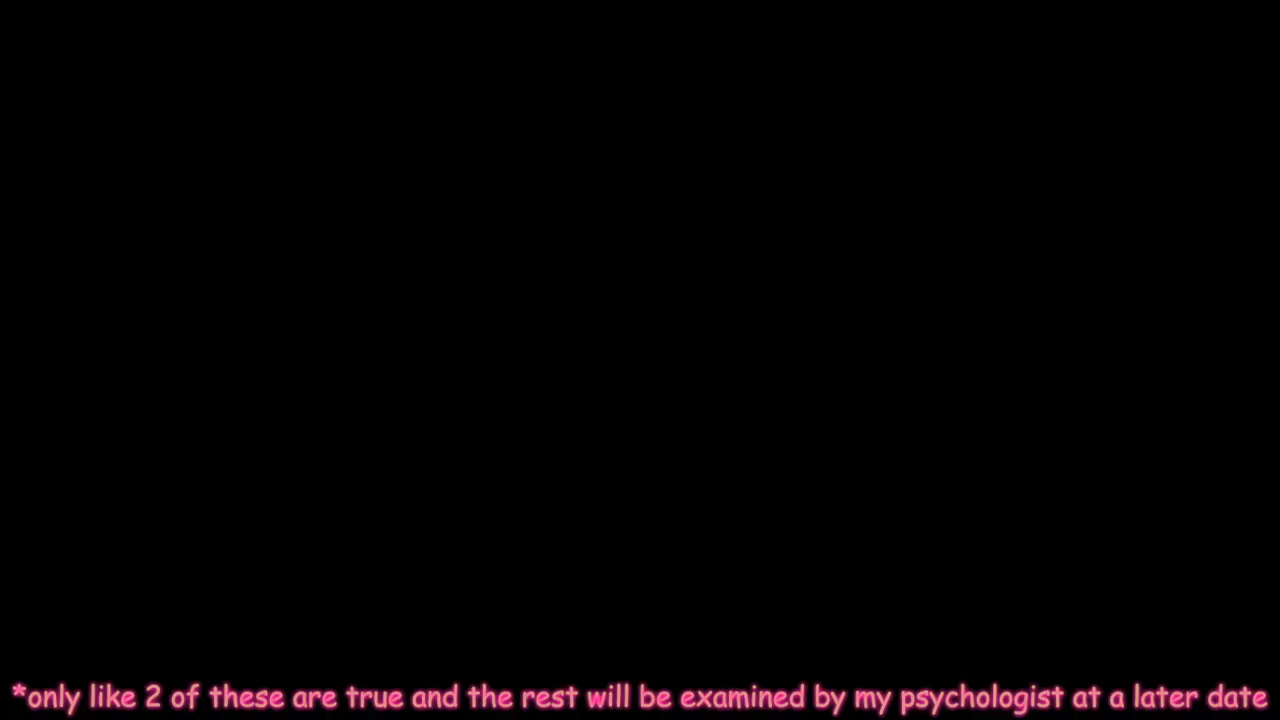 *only like 2 of these are true and the rest will be examined by my psychologist at a later date